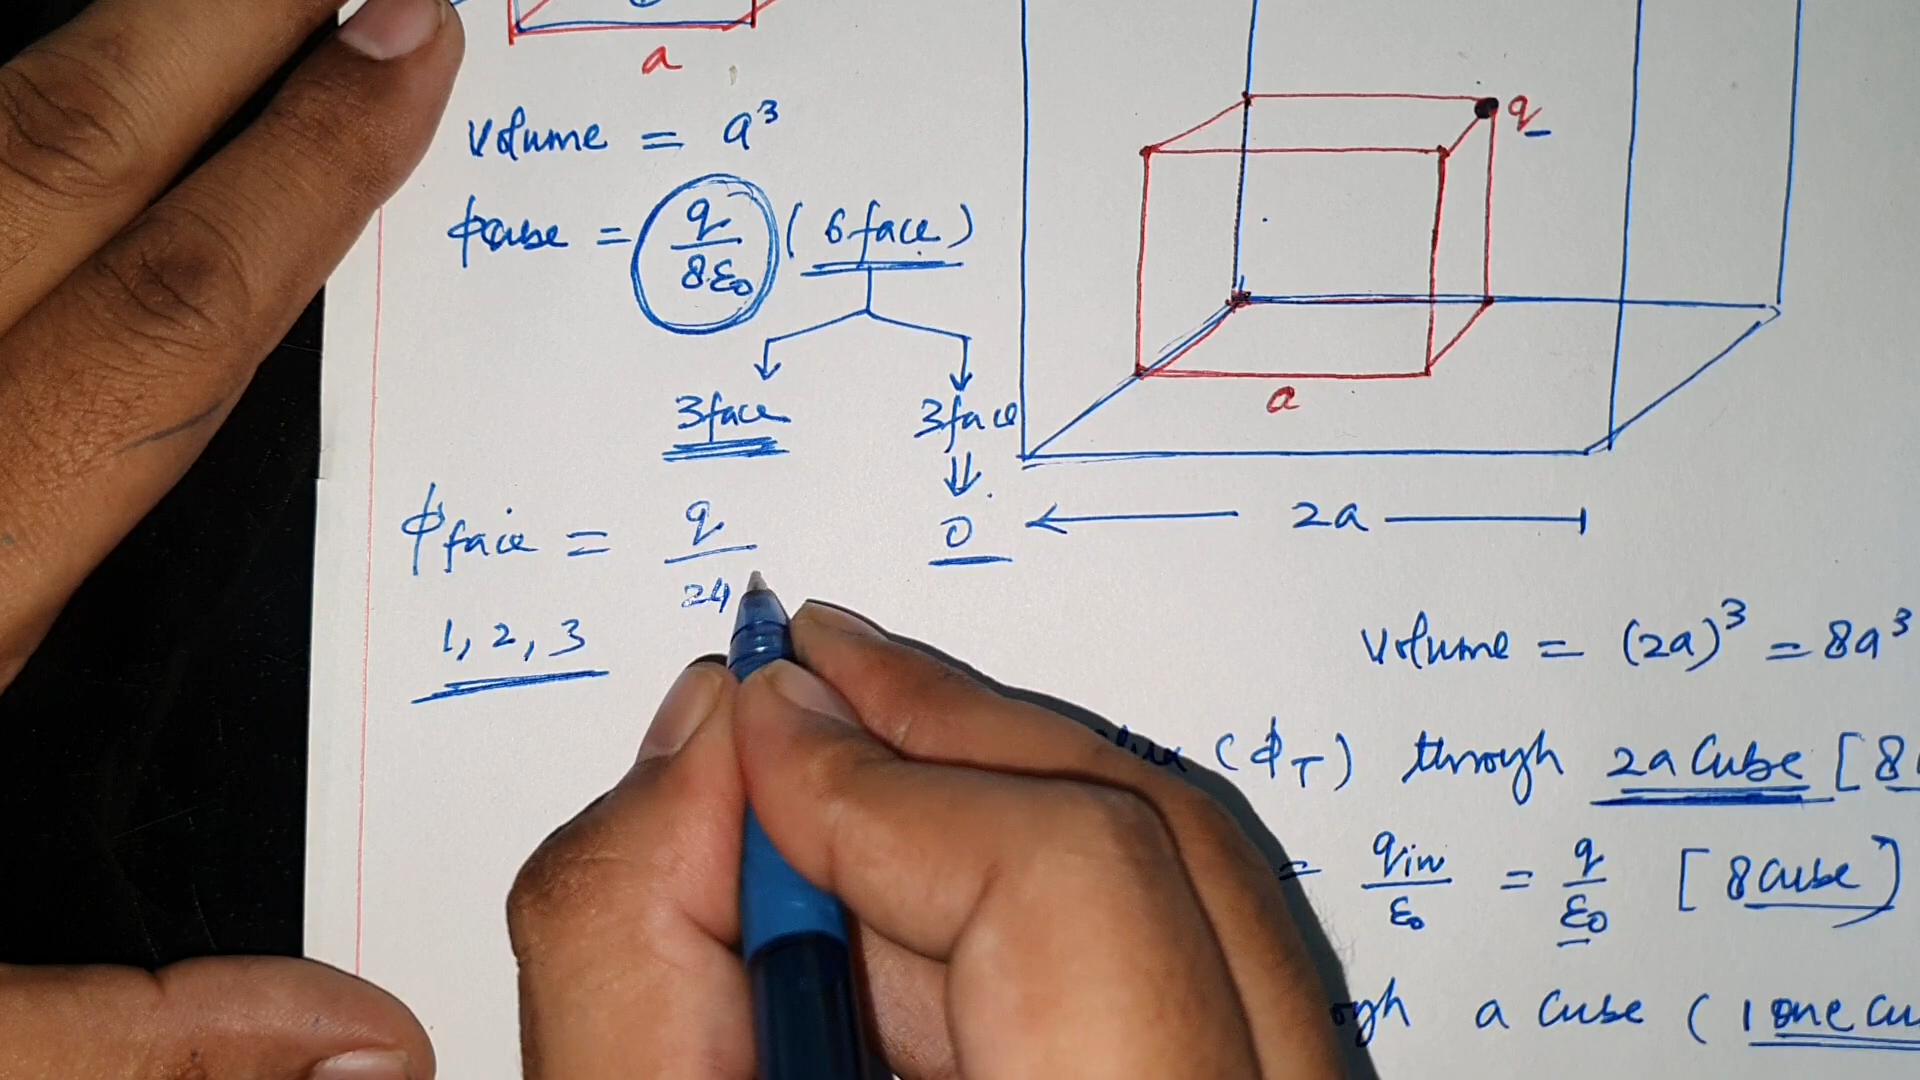 a
volume = a³
ϕcube = q/8ε₀ (6 face)
3 face 3 face
ϕface = q/24 0
1, 2, 3
q
a
2a
volume = (2a)³ = 8a³
(ϕT) through 2a Cube [8
= qin/ε₀ = q/ε₀ [8 cube]
a cube (1 one cu